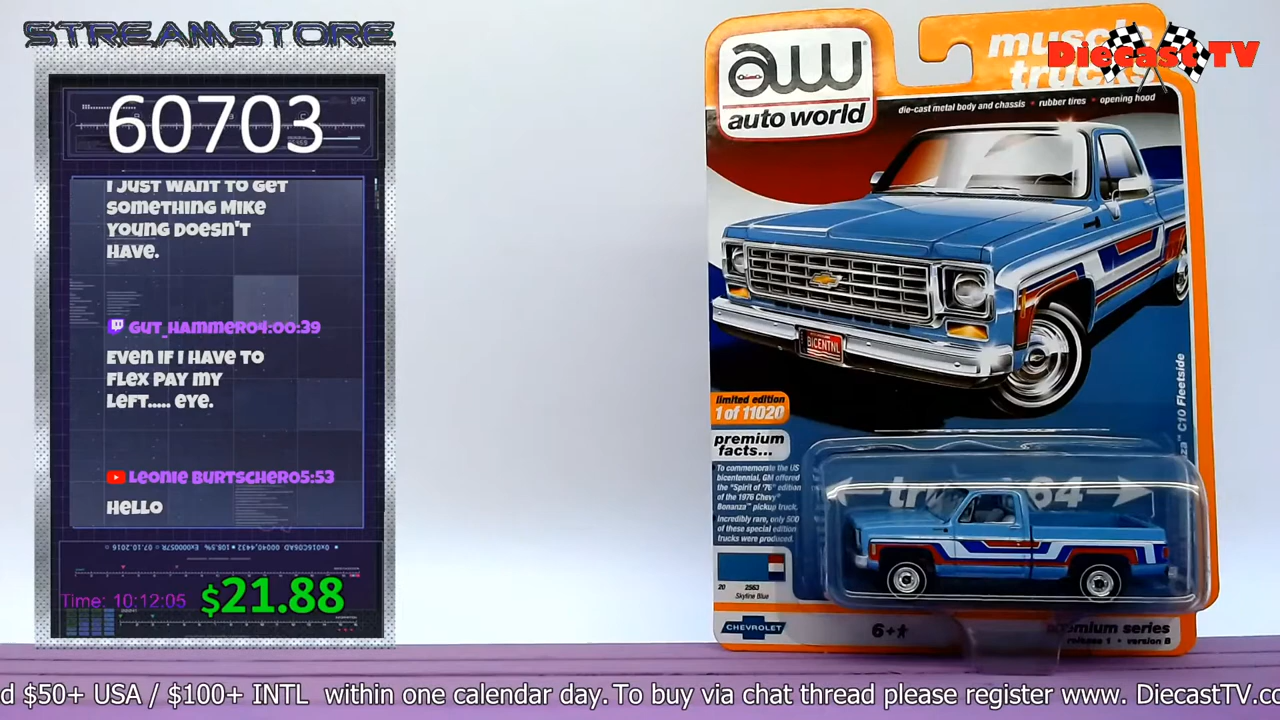 STREAMSTORE
60703
I JUST WANT TO GET
SOMETHING MIKE
YOUNG DOESN'T
HAVE.
GUT_HAMMER04:00:39
EVEN IF I HAVE TO
FLEX PAY MY
LEFT..... EYE.
LEONIE BURTSCHER05:53
HELLO
Time: 10:12:05
$21.88
muscle
trucks
Diecast TV
aw
auto world
die-cast metal body and chassis • rubber tires • opening hood
BICENTNL
limited edition
1 of 11020
premium
facts...
To commemorate the US
bicentennial, GM offered
the "Spirit of '76" edition
of the 1976 Chevy
Bonanza™ pickup truck.
Incredibly rare, only 500
of these special edition
trucks were produced.
C10 Fleetside
20 2563
Skyline Blue
CHEVROLET
6+
premium series
release 1 • version B
d $50+ USA / $100+ INTL within one calendar day. To buy via chat thread please register www. DiecastTV.co